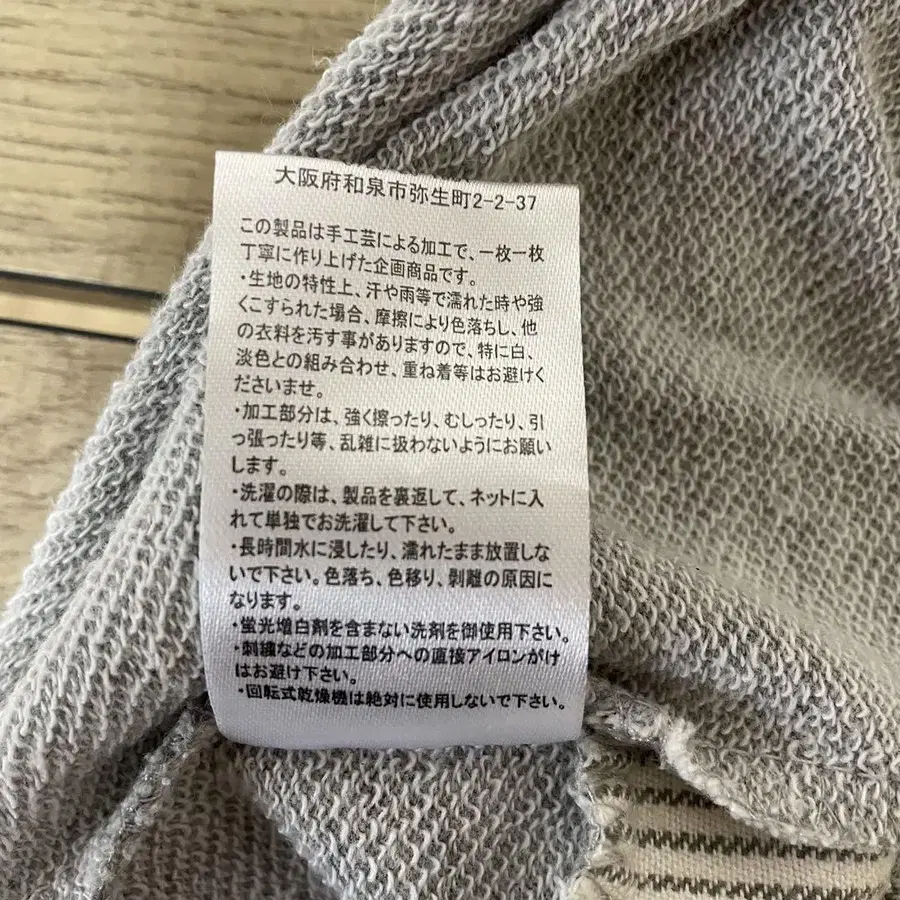 大阪府和泉市弥生町2-2-37
この製品は手工芸による加工で、一枚一枚
丁寧に作り上げた企画商品です。
・生地の特性上、汗や雨等で濡れた時や強
くこすられた場合、摩擦により色落ちし、他
の衣料を汚す事がありますので、特に白、
淡色との組み合わせ、重ね着等はお避けく
ださいませ。
・加工部分は、強く擦ったり、むしったり、引
っ張ったり等、乱雑に扱わないようにお願い
します。
・洗濯の際は、製品を裏返して、ネットに入
れて単独でお洗濯して下さい。
・長時間水に浸したり、濡れたまま放置しな
いで下さい。色落ち、色移り、剥離の原因に
なります。
・蛍光増白剤を含まない洗剤を御使用下さい。
・刺繍などの加工部分への直接アイロンがけ
はお避け下さい。
・回転式乾燥機は絶対に使用しないで下さい。